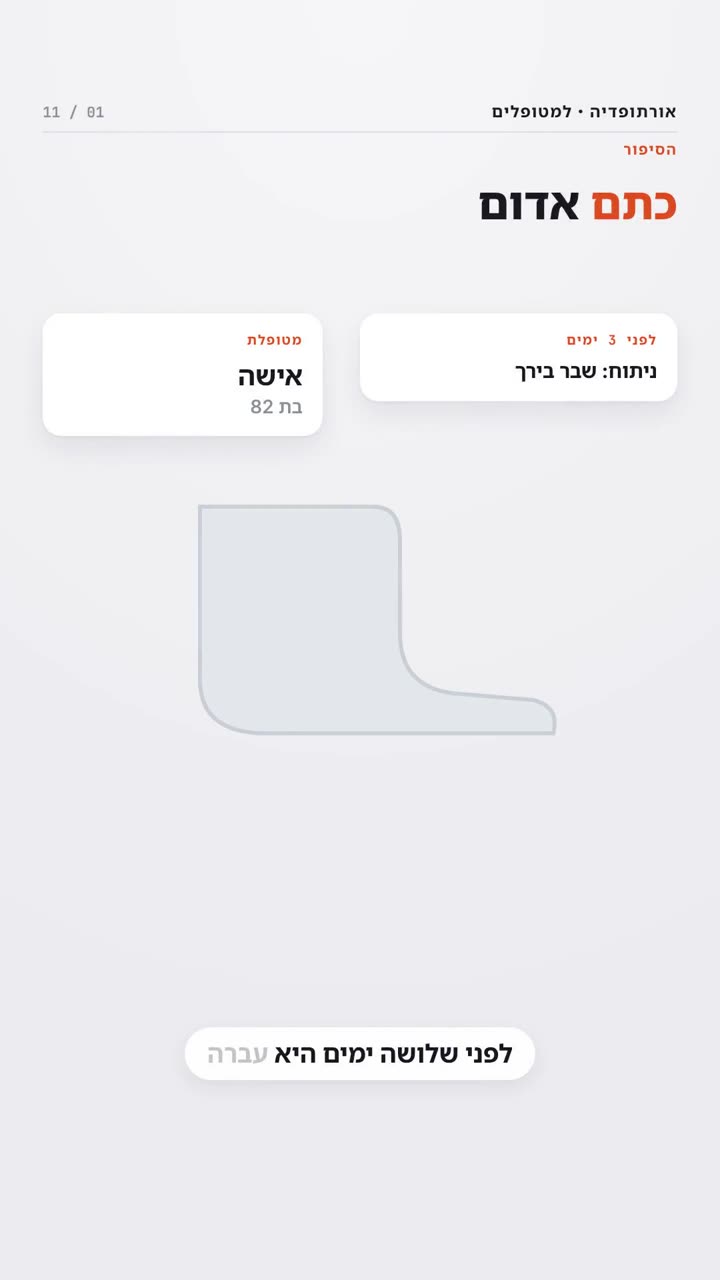 אורתופדיה • למטופלים
11 / 01
הסיפור
כתם אדום
לפני 3 ימים
ניתוח: שבר בירך
מטופלת
אישה
בת 82
לפני שלושה ימים היא עברה